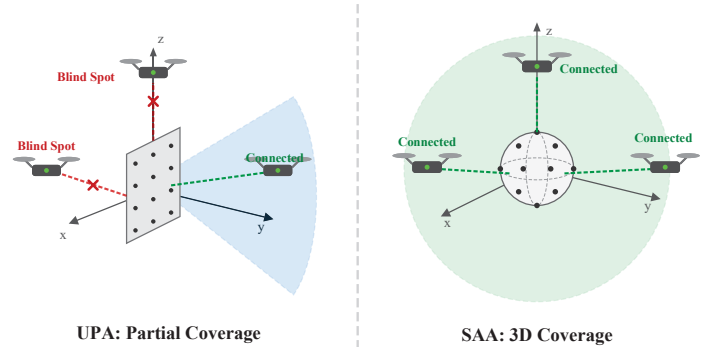 z
Blind Spot
Blind Spot
Connected
x
y
UPA: Partial Coverage
z
Connected
Connected
Connected
x
y
SAA: 3D Coverage